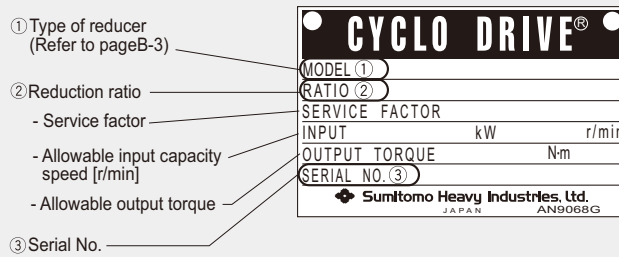 ①Type of reducer
(Refer to pageB-3)
②Reduction ratio
- Service factor
- Allowable input capacity
speed [r/min]
- Allowable output torque
③Serial No.
CYCLO DRIVE®
MODEL ①
RATIO ②
SERVICE FACTOR
INPUT kW r/min
OUTPUT TORQUE N·m
SERIAL NO. ③
Sumitomo Heavy Industries, Ltd.
JAPAN AN9068G